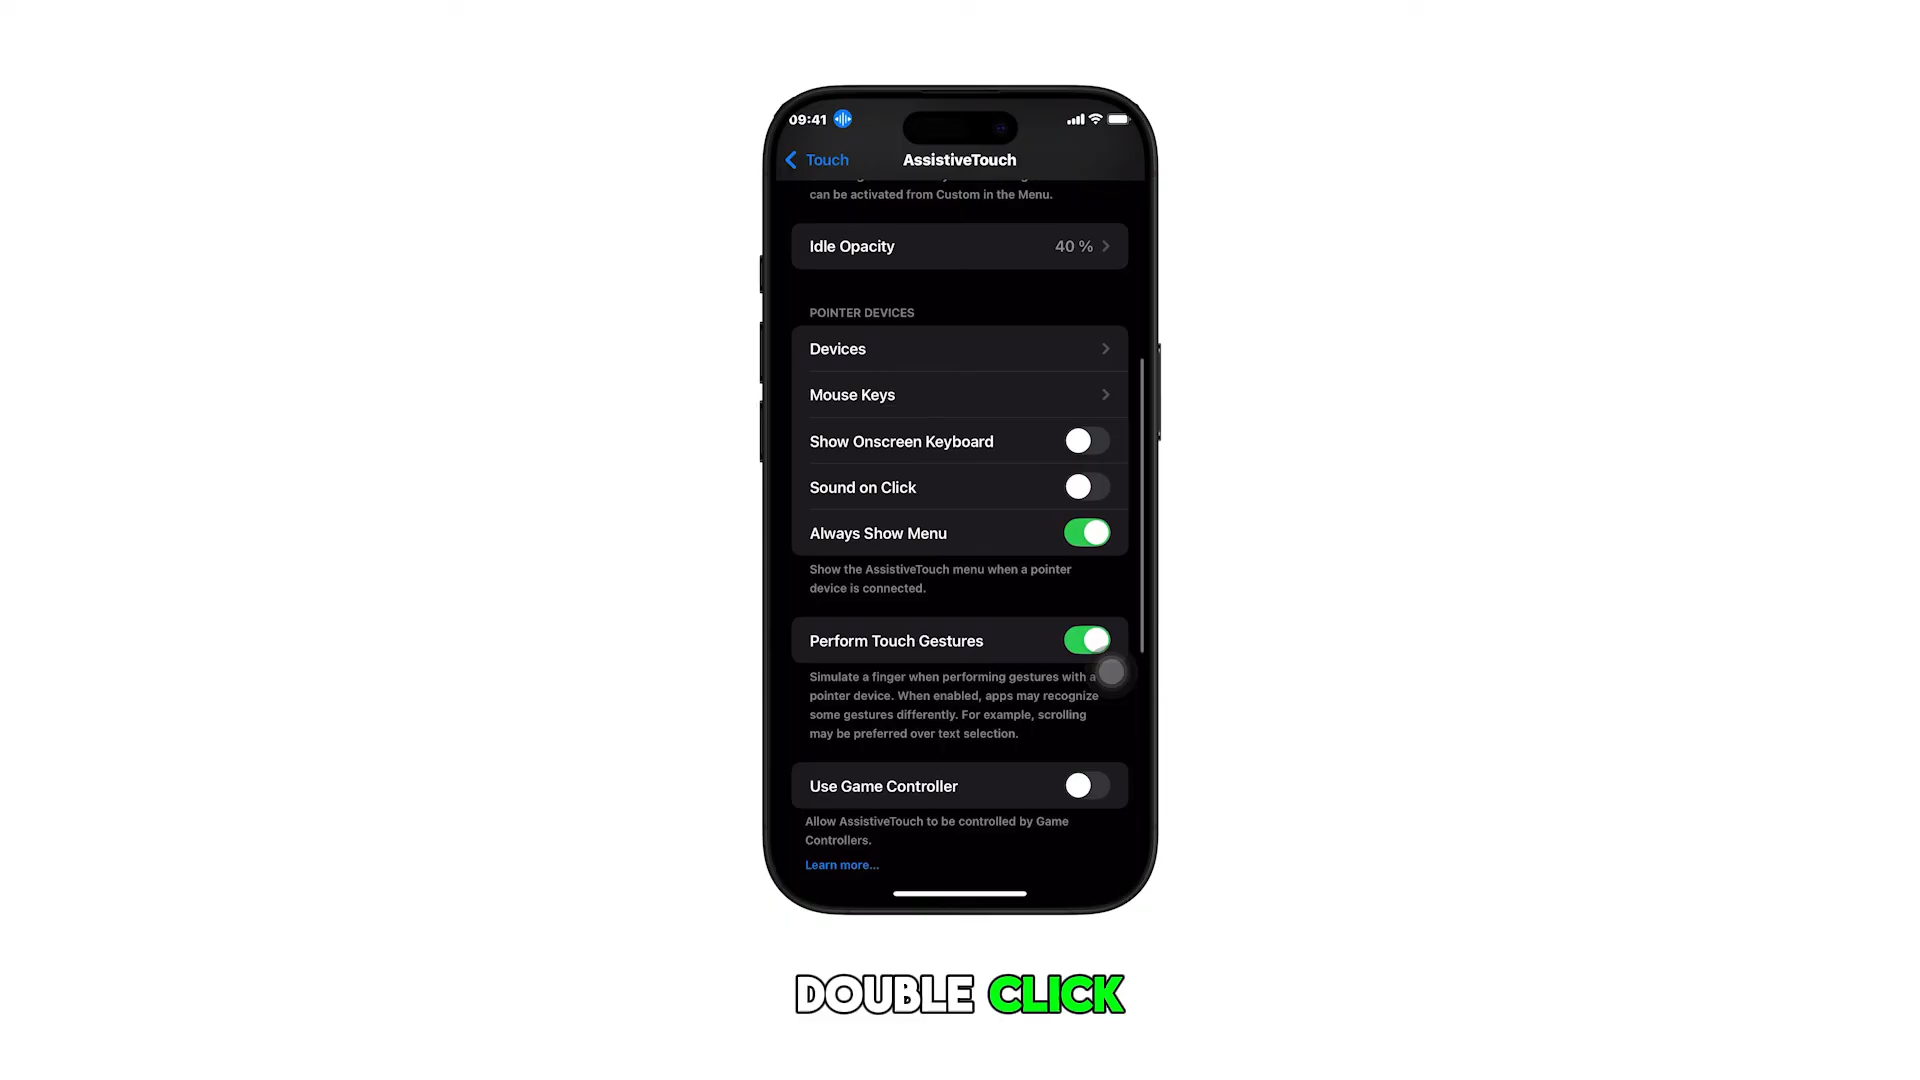 09:41
Touch
AssistiveTouch
can be activated from Custom in the Menu.
Idle Opacity
40 %
POINTER DEVICES
Devices
Mouse Keys
Show Onscreen Keyboard
Sound on Click
Always Show Menu
Show the AssistiveTouch menu when a pointer
device is connected.
Perform Touch Gestures
Simulate a finger when performing gestures with a
pointer device. When enabled, apps may recognize
some gestures differently. For example, scrolling
may be preferred over text selection.
Use Game Controller
Allow AssistiveTouch to be controlled by Game
Controllers.
Learn more...
DOUBLE CLICK